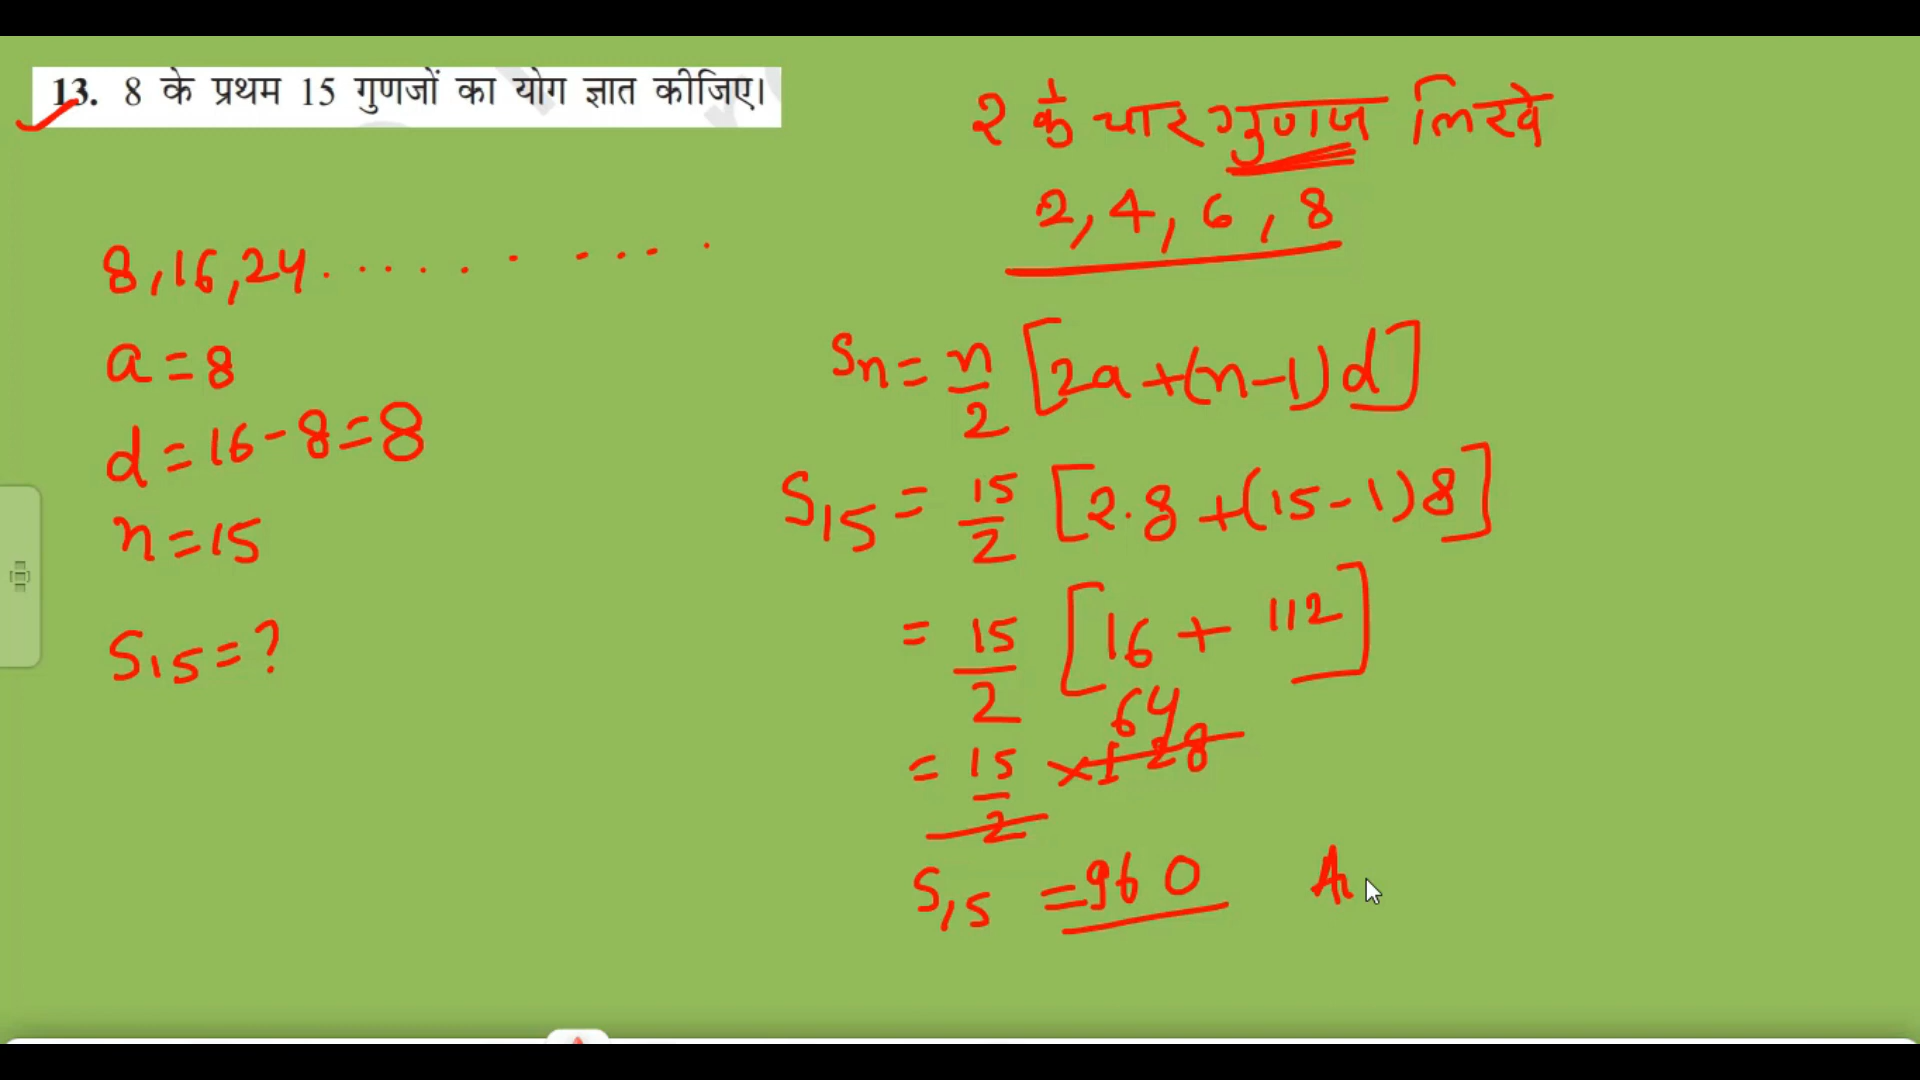 13. 8 के प्रथम 15 गुणजों का योग ज्ञात कीजिए।
2 के चार गुणज लिखे
2, 4, 6, 8
8, 16, 24 . . . . . . . . . .
a = 8
d = 16 - 8 = 8
n = 15
S15 = ?
Sn = n/2 [2a + (n-1)d]
S15 = 15/2 [2.8 + (15-1)8]
= 15/2 [16 + 112]
64
= 15/2 × 128
S15 = 960